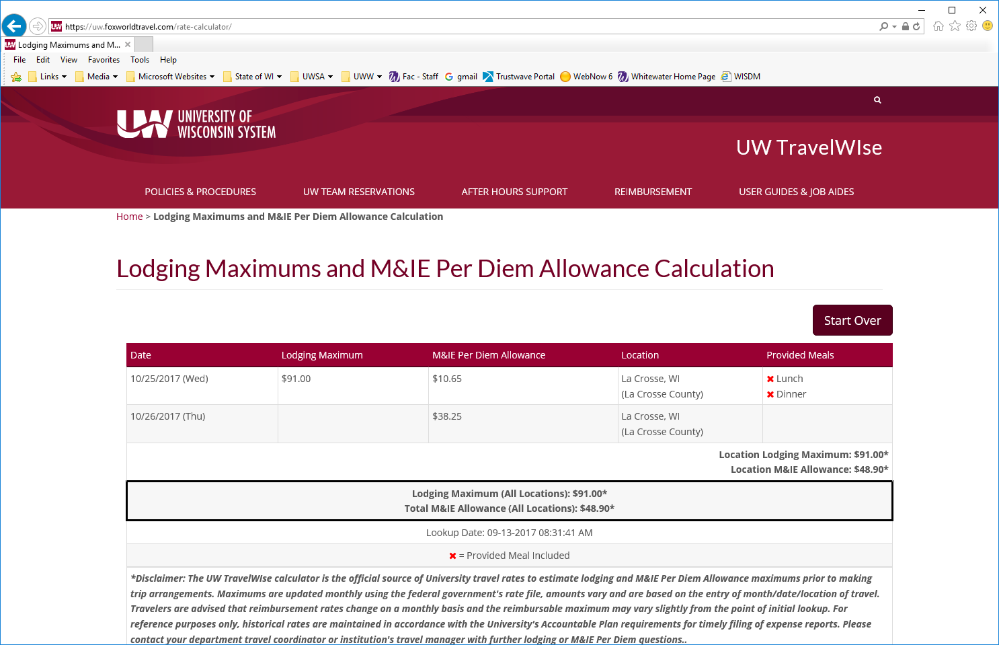 https://uw.foxworldtravel.com/rate-calculator/
Lodging Maximums and M...
File Edit View Favorites Tools Help
Links Media Microsoft Websites State of WI UWSA UWW Fac - Staff gmail Trustwave Portal WebNow 6 Whitewater Home Page WISDM
UW UNIVERSITY OF
WISCONSIN SYSTEM
UW TravelWIse
POLICIES & PROCEDURES UW TEAM RESERVATIONS AFTER HOURS SUPPORT REIMBURSEMENT USER GUIDES & JOB AIDES
Home > Lodging Maximums and M&IE Per Diem Allowance Calculation
Lodging Maximums and M&IE Per Diem Allowance Calculation
Start Over
Date Lodging Maximum M&IE Per Diem Allowance Location Provided Meals
10/25/2017 (Wed) $91.00 $10.65 La Crosse, WI ✖ Lunch
(La Crosse County) ✖ Dinner
10/26/2017 (Thu) $38.25 La Crosse, WI
(La Crosse County)
Location Lodging Maximum: $91.00*
Location M&IE Allowance: $48.90*
Lodging Maximum (All Locations): $91.00*
Total M&IE Allowance (All Locations): $48.90*
Lookup Date: 09-13-2017 08:31:41 AM
✖ = Provided Meal Included
*Disclaimer: The UW TravelWIse calculator is the official source of University travel rates to estimate lodging and M&IE Per Diem Allowance maximums prior to making
trip arrangements. Maximums are updated monthly using the federal government's rate file, amounts vary and are based on the entry of month/date/location of travel.
Travelers are advised that reimbursement rates change on a monthly basis and the reimbursable maximum may vary slightly from the point of initial lookup. For
reference purposes only, historical rates are maintained in accordance with the University's Accountable Plan requirements for timely filing of expense reports. Please
contact your department travel coordinator or institution's travel manager with further lodging or M&IE Per Diem questions..